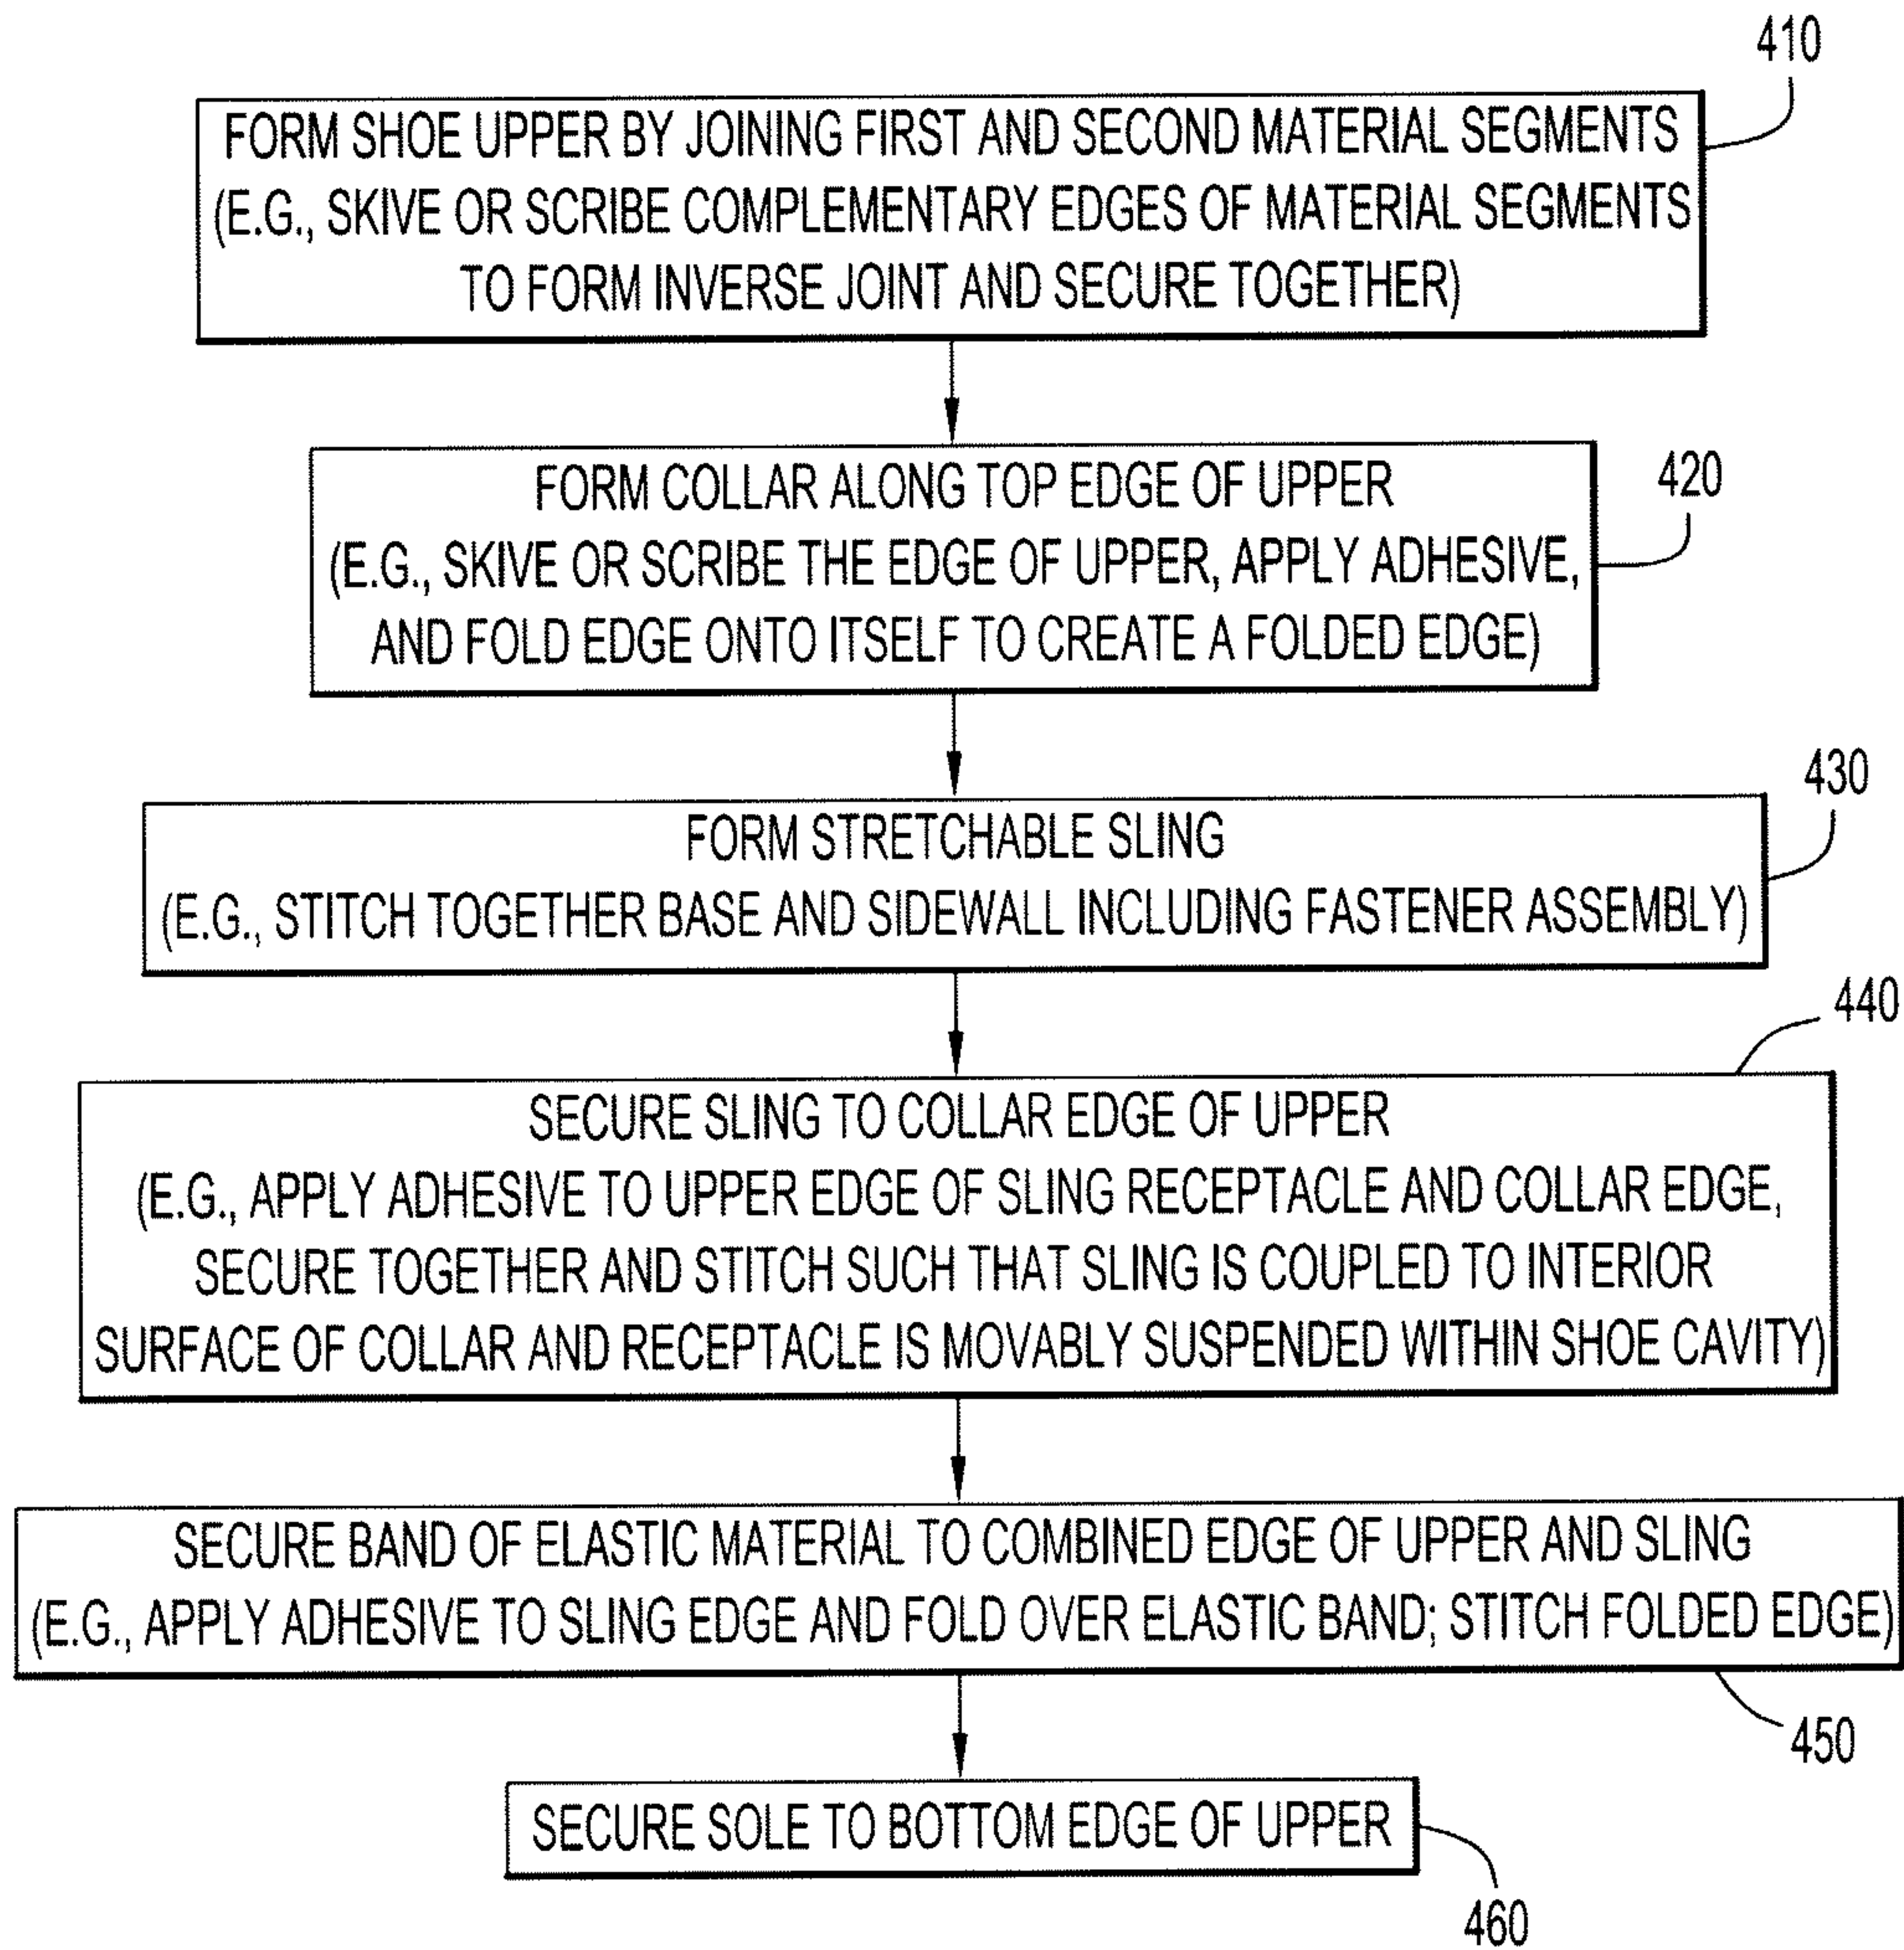 410
FORM SHOE UPPER BY JOINING FIRST AND SECOND MATERIAL SEGMENTS
(E.G., SKIVE OR SCRIBE COMPLEMENTARY EDGES OF MATERIAL SEGMENTS
TO FORM INVERSE JOINT AND SECURE TOGETHER)
420
FORM COLLAR ALONG TOP EDGE OF UPPER
(E.G., SKIVE OR SCRIBE THE EDGE OF UPPER, APPLY ADHESIVE,
AND FOLD EDGE ONTO ITSELF TO CREATE A FOLDED EDGE)
430
FORM STRETCHABLE SLING
(E.G., STITCH TOGETHER BASE AND SIDEWALL INCLUDING FASTENER ASSEMBLY)
440
SECURE SLING TO COLLAR EDGE OF UPPER
(E.G., APPLY ADHESIVE TO UPPER EDGE OF SLING RECEPTACLE AND COLLAR EDGE,
SECURE TOGETHER AND STITCH SUCH THAT SLING IS COUPLED TO INTERIOR
SURFACE OF COLLAR AND RECEPTACLE IS MOVABLY SUSPENDED WITHIN SHOE CAVITY)
SECURE BAND OF ELASTIC MATERIAL TO COMBINED EDGE OF UPPER AND SLING
(E.G., APPLY ADHESIVE TO SLING EDGE AND FOLD OVER ELASTIC BAND; STITCH FOLDED EDGE)
450
SECURE SOLE TO BOTTOM EDGE OF UPPER
460